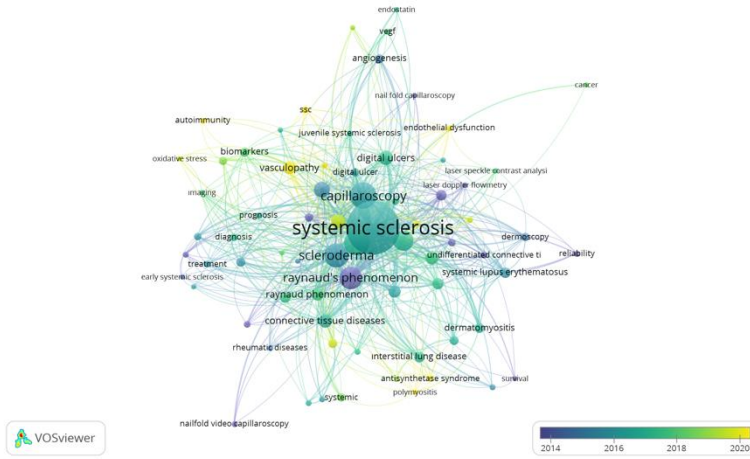 endostatin
vegf
angiogenesis
cancer
nail fold capillaroscopy
ssc
autoimmunity
endothelial dysfunction
juvenile systemic sclerosis
biomarkers
oxidative stress
digital ulcers
vasculopathy
digital ulcer
laser speckle contrast analysi
laser doppler flowmetry
imaging
capillaroscopy
prognosis
systemic sclerosis
diagnosis
dermoscopy
scleroderma
undifferentiated connective ti
reliability
treatment
systemic lupus erythematosus
early systemic sclerosis
raynaud's phenomenon
raynaud phenomenon
connective tissue diseases
dermatomyositis
rheumatic diseases
interstitial lung disease
antisynthetase syndrome
survival
polymyositis
systemic
nailfold video capillaroscopy
VOSviewer
2014 2016 2018 2020